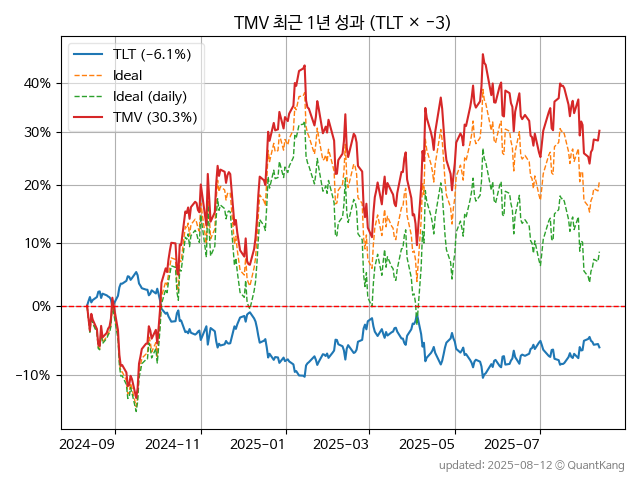 TMV 최근 1년 성과 (TLT × −3)
TLT (−6.1%)
Ideal
Ideal (daily)
TMV (30.3%)
40%
30%
20%
10%
0%
−10%
2024−09
2024−11
2025−01
2025−03
2025−05
2025−07
updated: 2025-08-12 © QuantKang